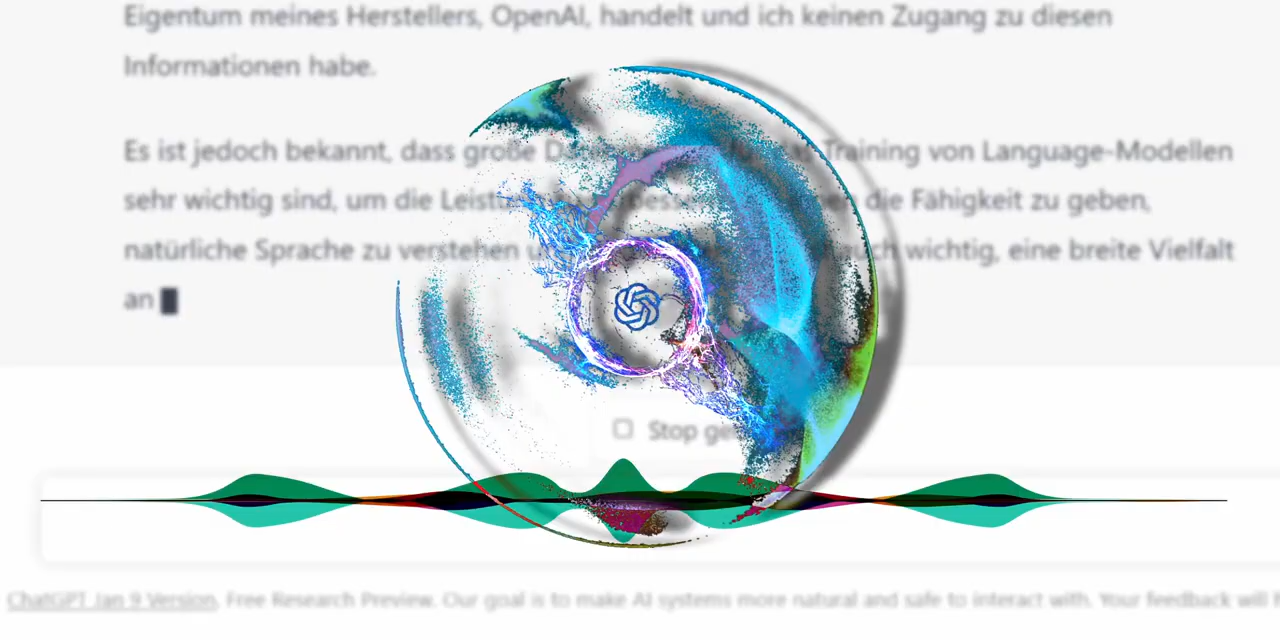 Eigentum meines Herstellers, OpenAI, handelt und ich keinen Zugang zu diesen
Informationen habe.
Es ist jedoch bekannt, dass große Training von Language-Modellen
sehr wichtig sind, um die die Fähigkeit zu geben,
natürliche Sprache zu verstehen wichtig, eine breite Vielfalt
an
Stop
ChatGPT Jan 9 Version. Free Research Preview. Our goal is to make AI systems more natural and safe to interact with. Your feedback will